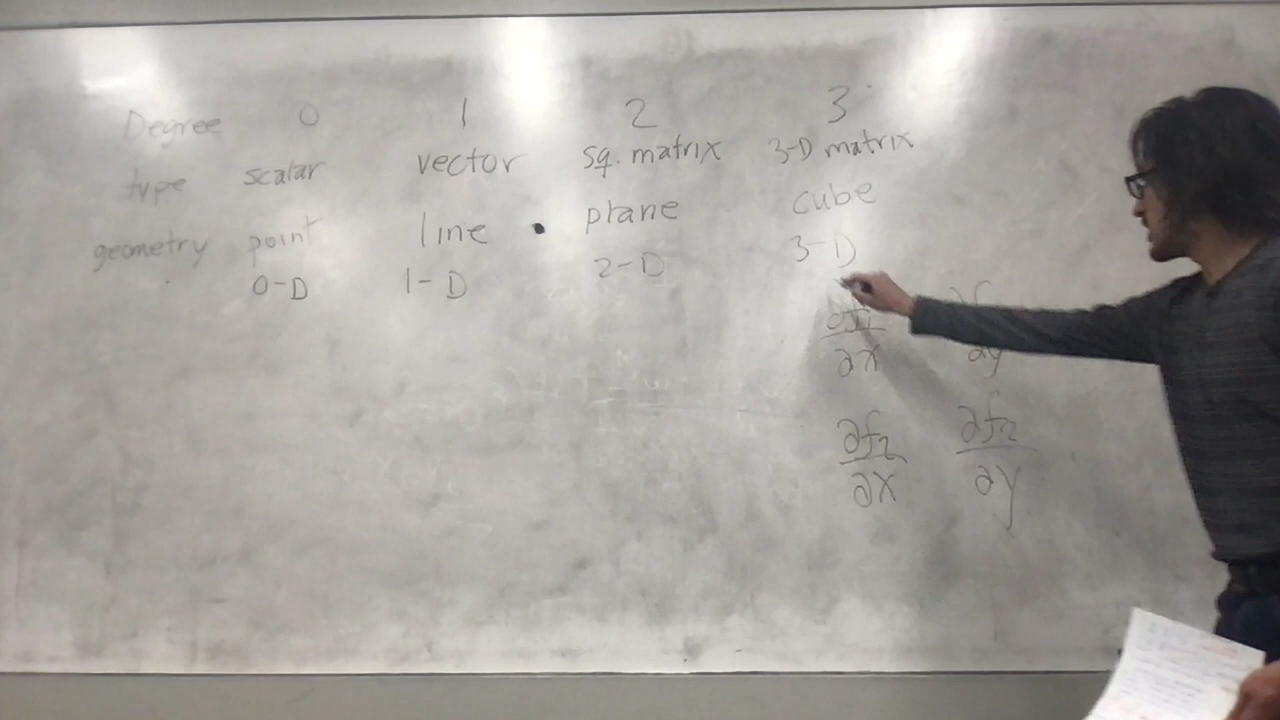 Degree 0 1 2 3
type scalar vector sq. matrix 3-D matrix
geometry point line plane cube
0-D 1-D 2-D 3-D
∂f1 ∂f
∂x ∂y
∂f2 ∂f2
∂x ∂y